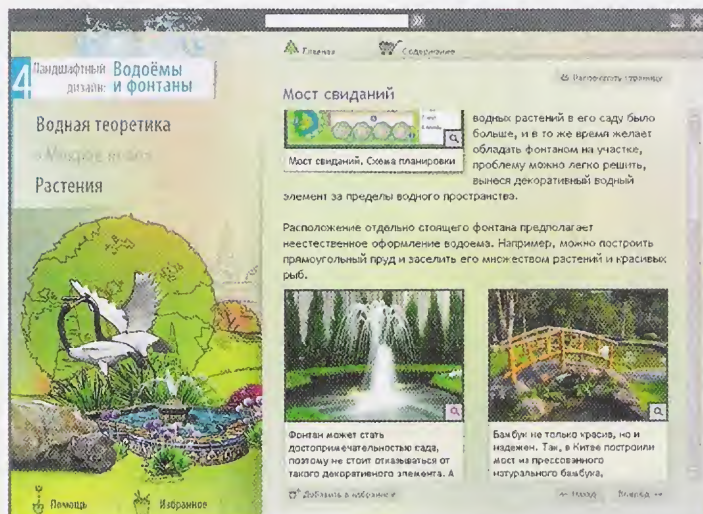 Главная
Содержание
Распечатать страницу
4
Ландшафтный дизайн:
Водоёмы и фонтаны
Водная теоретика
Растения
Мост свиданий
Мост свиданий. Схема планировки
водных растений в его саду было
больше, и в то же время желает
обладать фонтаном на участке,
проблему можно легко решить,
вынеся декоративный водный
элемент за пределы водного пространства.
Расположение отдельно стоящего фонтана предполагает
неестественное оформление водоема. Например, можно построить
прямоугольный пруд и заселить его множеством растений и красивых
рыб.
Фонтан может стать
достопримечательностью сада,
поэтому не стоит отказываться от
такого декоративного элемента. А
Бамбук не только красив, но и
надежен. Так, в Китае построили
мост из прессованного
натурального бамбука,
Помощь
Избранное
Добавить в избранное
Назад
Вперед